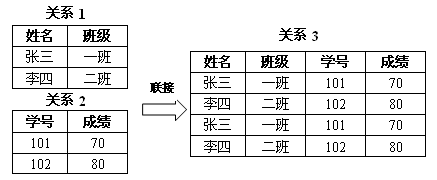 关系 1
姓名 班级
张三 一班
李四 二班
关系 2
学号 成绩
101 70
102 80
联接
关系 3
姓名 班级 学号 成绩
张三 一班 101 70
李四 二班 102 80
张三 一班 101 70
李四 二班 102 80